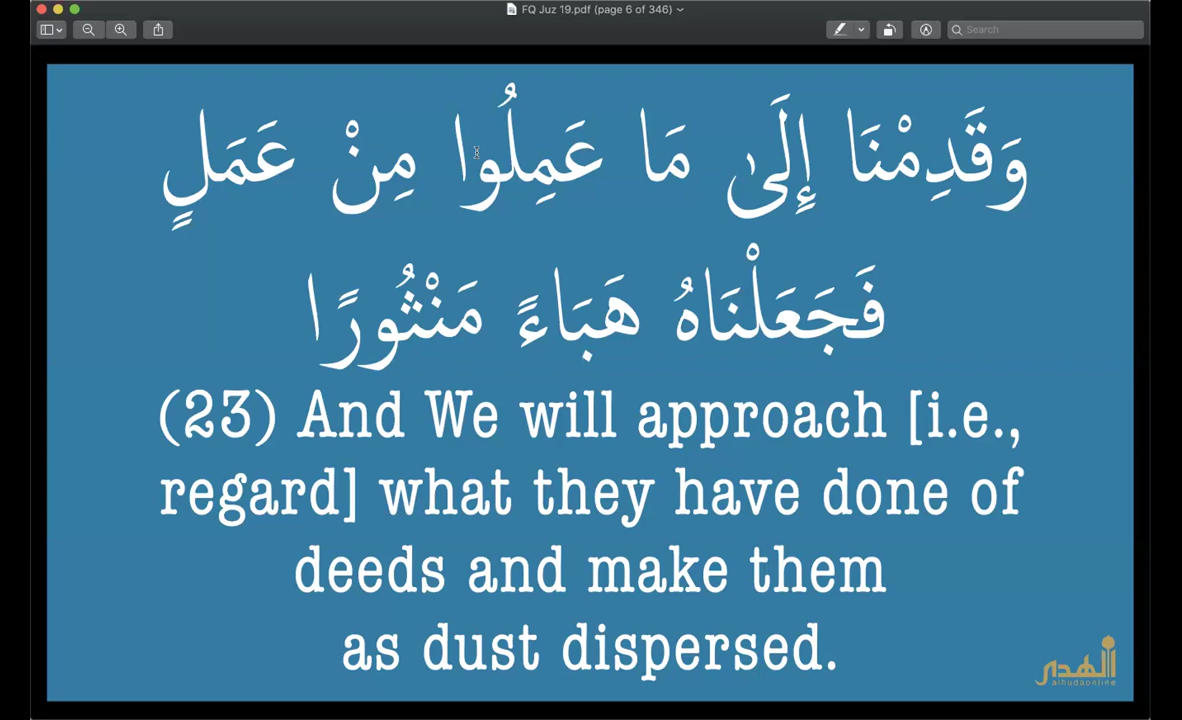 FQ Juz 19.pdf (page 6 of 346)
Search
وَقَدِمْنَا إِلَىٰ مَا عَمِلُوا مِنْ عَمَلٍ
فَجَعَلْنَاهُ هَبَاءً مَنْثُورًا
(23) And We will approach [i.e.,
regard] what they have done of
deeds and make them
as dust dispersed.
الهدى
alhudaonline